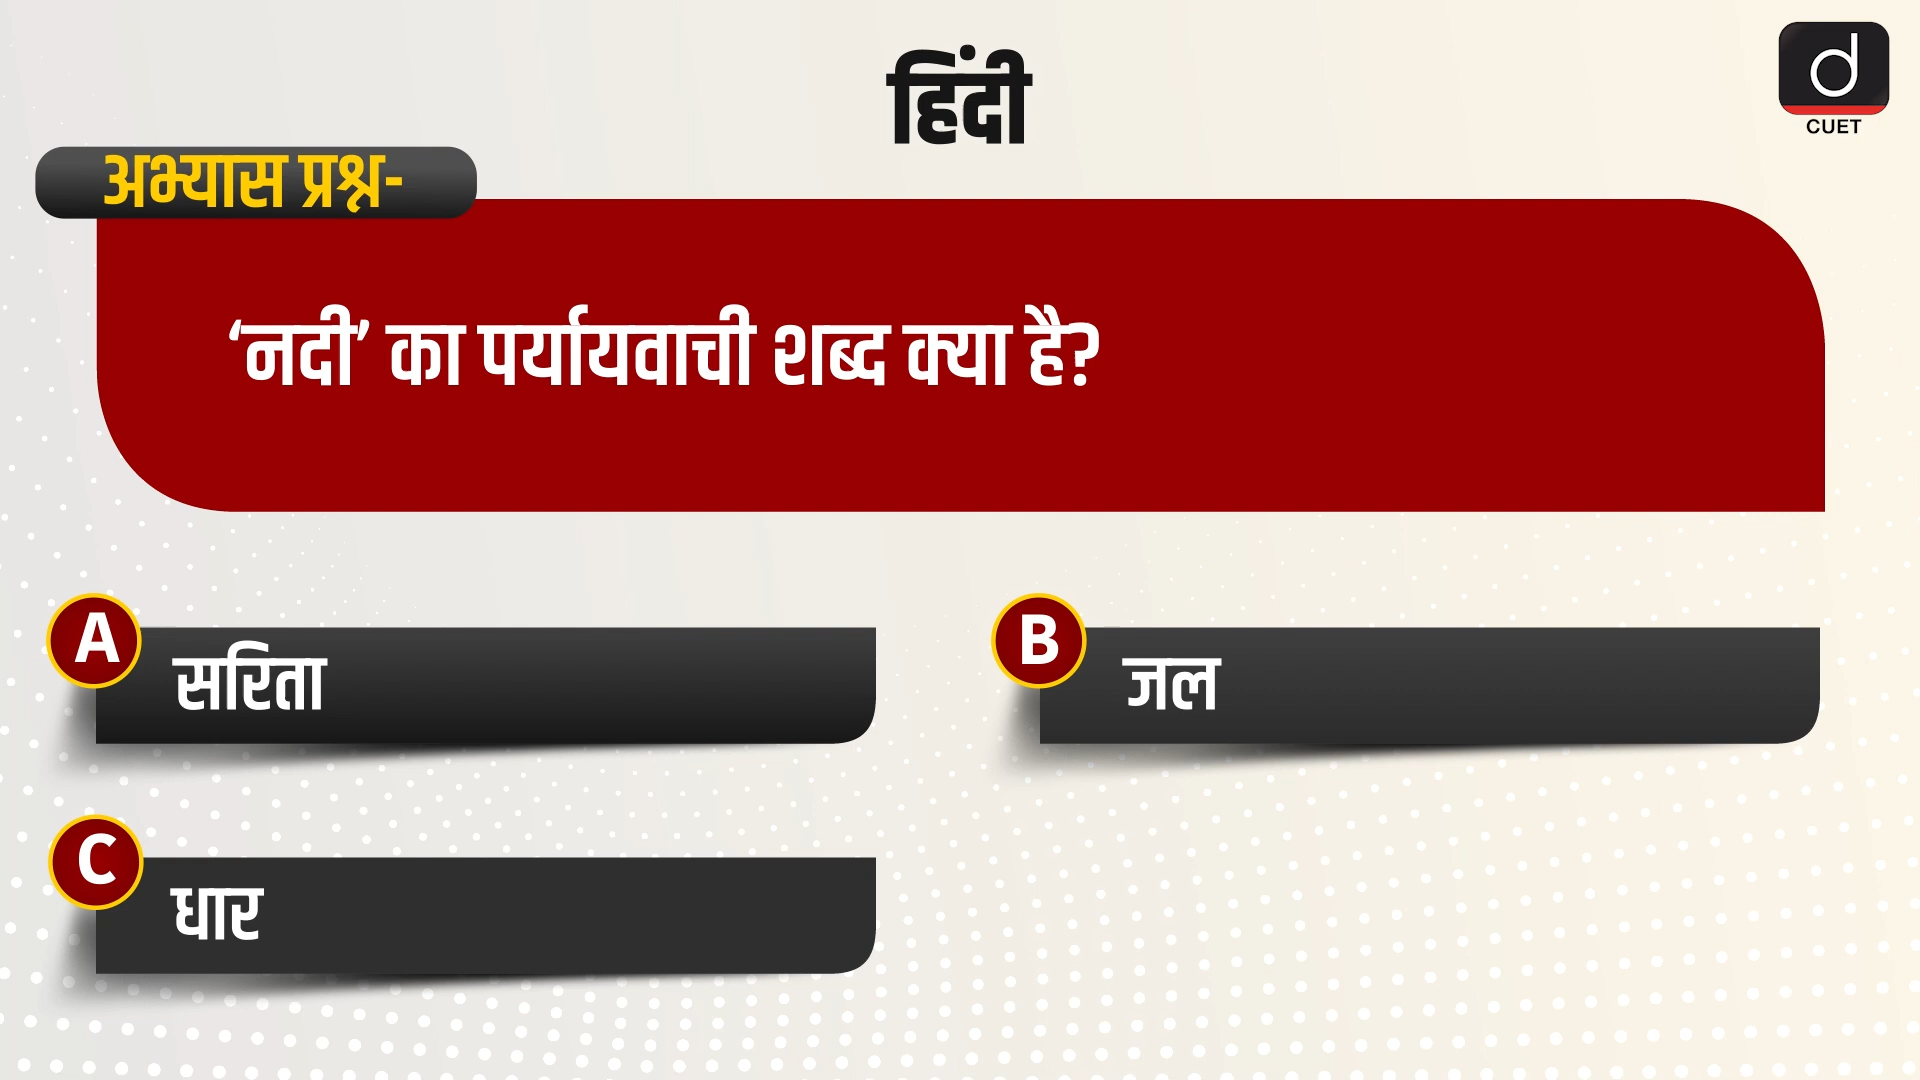 हिंदी
d
CUET
अभ्यास प्रश्न-
‘नदी’ का पर्यायवाची शब्द क्या है?
A
सरिता
B
जल
C
धार